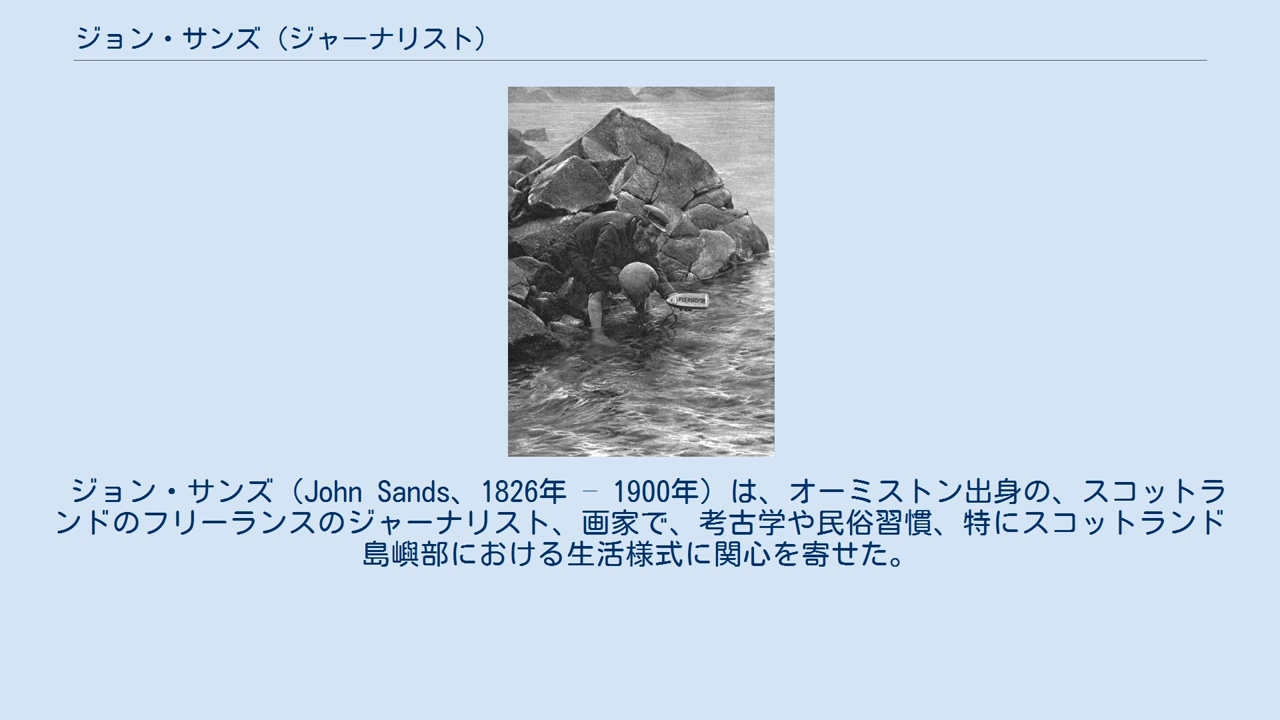 ジョン・サンズ（ジャーナリスト）
ジョン・サンズ（John Sands、1826年 – 1900年）は、オーミストン出身の、スコットラ
ンドのフリーランスのジャーナリスト、画家で、考古学や民俗習慣、特にスコットランド
島嶼部における生活様式に関心を寄せた。